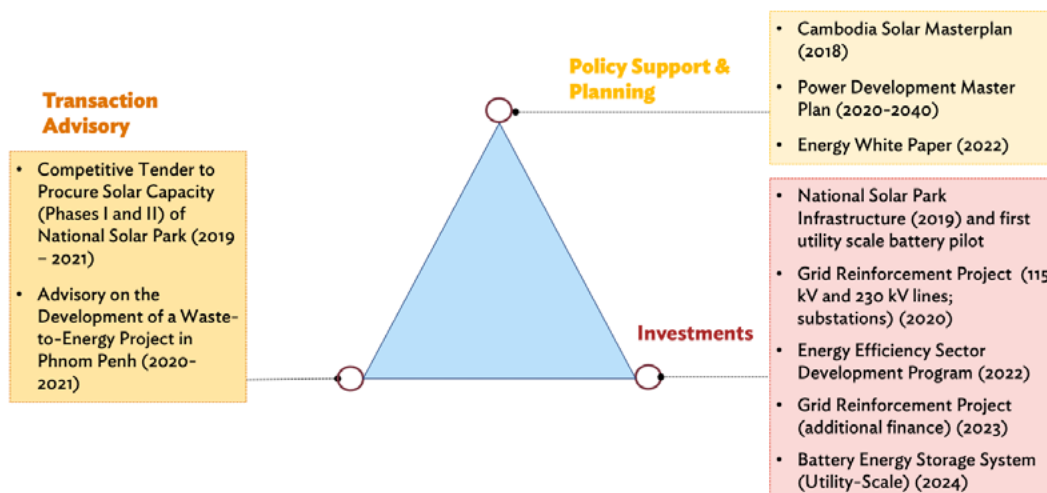 Transaction
Advisory
• Competitive Tender to
Procure Solar Capacity
(Phases I and II) of
National Solar Park (2019
– 2021)
• Advisory on the
Development of a Waste-
to-Energy Project in
Phnom Penh (2020-
2021)
Policy Support &
Planning
• Cambodia Solar Masterplan
(2018)
• Power Development Master
Plan (2020-2040)
• Energy White Paper (2022)
Investments
• National Solar Park
Infrastructure (2019) and first
utility scale battery pilot
• Grid Reinforcement Project (115
kV and 230 kV lines;
substations) (2020)
• Energy Efficiency Sector
Development Program (2022)
• Grid Reinforcement Project
(additional finance) (2023)
• Battery Energy Storage System
(Utility-Scale) (2024)